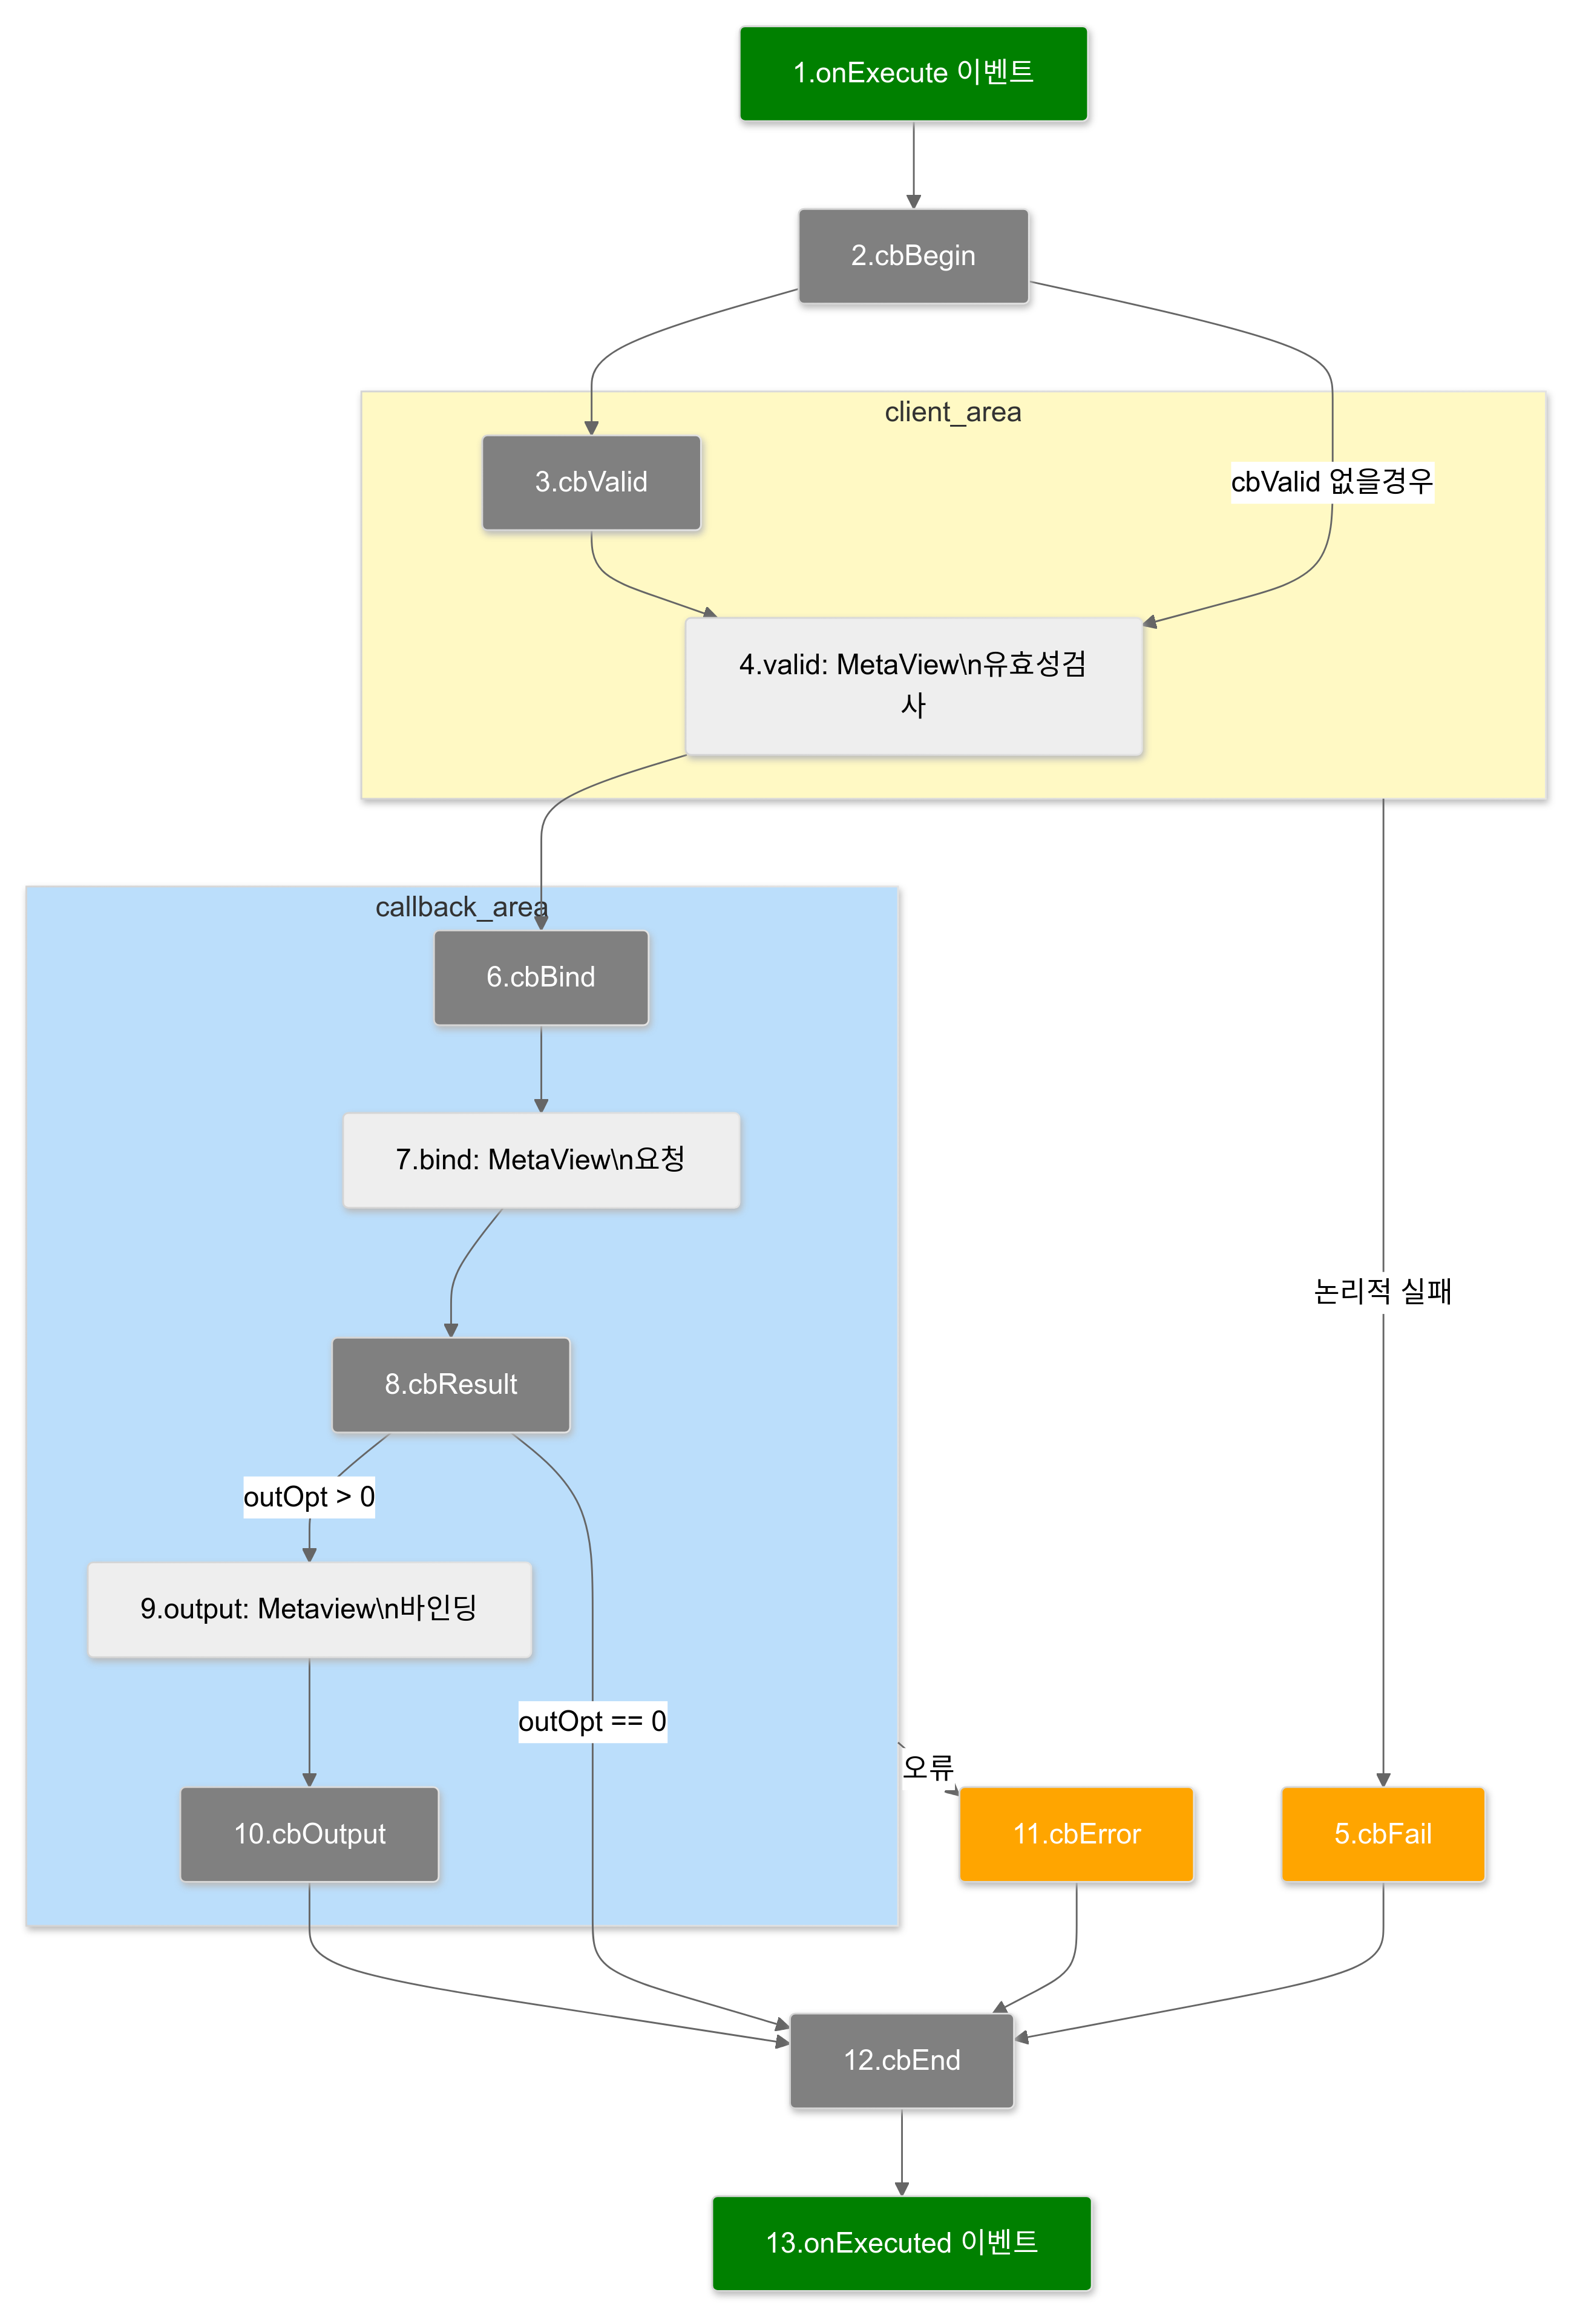 1.onExecute 이벤트
2.cbBegin
client_area
3.cbValid
cbValid 없을경우
4.valid: MetaView\n유효성검
사
callback_area
6.cbBind
7.bind: MetaView\n요청
논리적 실패
8.cbResult
outOpt > 0
9.output: Metaview\n바인딩
outOpt == 0
오류
10.cbOutput
11.cbError
5.cbFail
12.cbEnd
13.onExecuted 이벤트